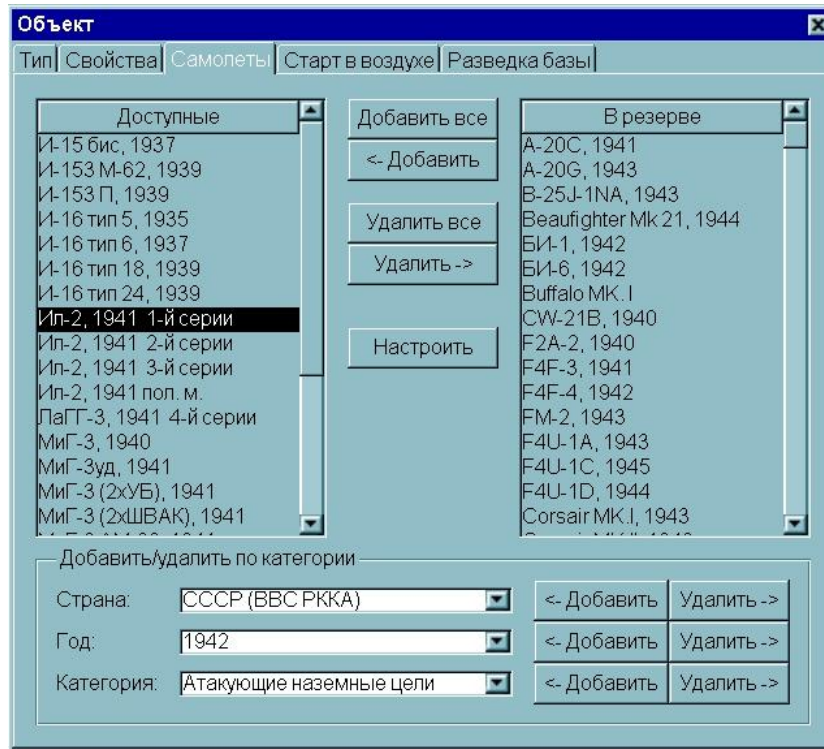 Объект
Тип Свойства Самолеты Старт в воздухе Разведка базы
Доступные
И-15 бис, 1937
И-153 М-62, 1939
И-153 П, 1939
И-16 тип 5, 1935
И-16 тип 6, 1937
И-16 тип 18, 1939
И-16 тип 24, 1939
Ил-2, 1941 1-й серии
Ил-2, 1941 2-й серии
Ил-2, 1941 3-й серии
Ил-2, 1941 пол. м.
ЛаГГ-3, 1941 4-й серии
МиГ-3, 1940
МиГ-3уд, 1941
МиГ-3 (2хУБ), 1941
МиГ-3 (2хШВАК), 1941
Добавить все
<- Добавить
Удалить все
Удалить ->
Настроить
В резерве
A-20C, 1941
A-20G, 1943
B-25J-1NA, 1943
Beaufighter Mk 21, 1944
БИ-1, 1942
БИ-6, 1942
Buffalo MK. I
CW-21B, 1940
F2A-2, 1940
F4F-3, 1941
F4F-4, 1942
FM-2, 1943
F4U-1A, 1943
F4U-1C, 1945
F4U-1D, 1944
Corsair MK.I, 1943
Добавить/удалить по категории
Страна: СССР (ВВС РККА) <- Добавить Удалить ->
Год: 1942 <- Добавить Удалить ->
Категория: Атакующие наземные цели <- Добавить Удалить ->